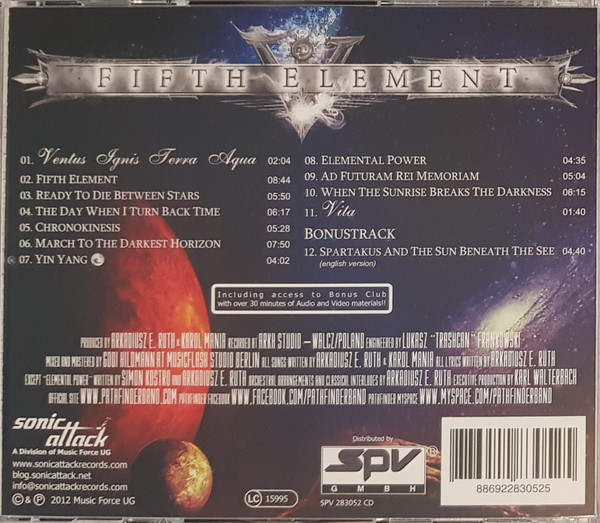 FIFTH ELEMENT
01. Ventus Ignis Terra Aqua 02:04
02. FIFTH ELEMENT 08:44
03. READY TO DIE BETWEEN STARS 05:50
04. THE DAY WHEN I TURN BACK TIME 06:17
05. CHRONOKINESIS 05:28
06. MARCH TO THE DARKEST HORIZON 07:50
07. YIN YANG 04:02
08. ELEMENTAL POWER 04:35
09. AD FUTURAM REI MEMORIAM 05:04
10. WHEN THE SUNRISE BREAKS THE DARKNESS 06:15
11. Vita 01:40
BONUSTRACK
12. SPARTAKUS AND THE SUN BENEATH THE SEE 04:40
(english version)
Including access to Bonus Club
with over 30 minutes of Audio and Video materials!!
PRODUCED BY ARKADIUSZ E. RUTH & KAROL MANIA RECORDED BY ARKH STUDIO – WALCZ/POLAND ENGINEERED BY LUKASZ "TRASHCAN" FRANKOWSKI
MIXED AND MASTERED BY GODI HILDMANN AT MUSICFLASH STUDIO BERLIN ALL SONGS WRITTEN BY ARKADIUSZ E. RUTH & KAROL MANIA ALL LYRICS WRITTEN BY ARKADIUSZ E. RUTH
EXCEPT "ELEMENTAL POWER" WRITTEN BY SIMON KOSTRO AND ARKADIUSZ E. RUTH ORCHESTRAL ARRANGEMENTS AND CLASSICAL INTERLUDES BY ARKADIUSZ E. RUTH EXECUTIVE PRODUCTION BY KARL WALTERBACH
OFFICIAL SITE WWW.PATHFINDERBAND.COM PATHFINDER FACEBOOK WWW.FACEBOOK.COM/PATHFINDERBAND PATHFINDER MYSPACE WWW.MYSPACE.COM/PATHFINDERBAND
sonic attack
A Division of Music Force UG
www.sonicattackrecords.com
blog.sonicattack.net
info@sonicattackrecords.com
© & ℗ 2012 Music Force UG
LC 15995
Distributed by
SPV®
GMBH
SPV 283052 CD
886922830525